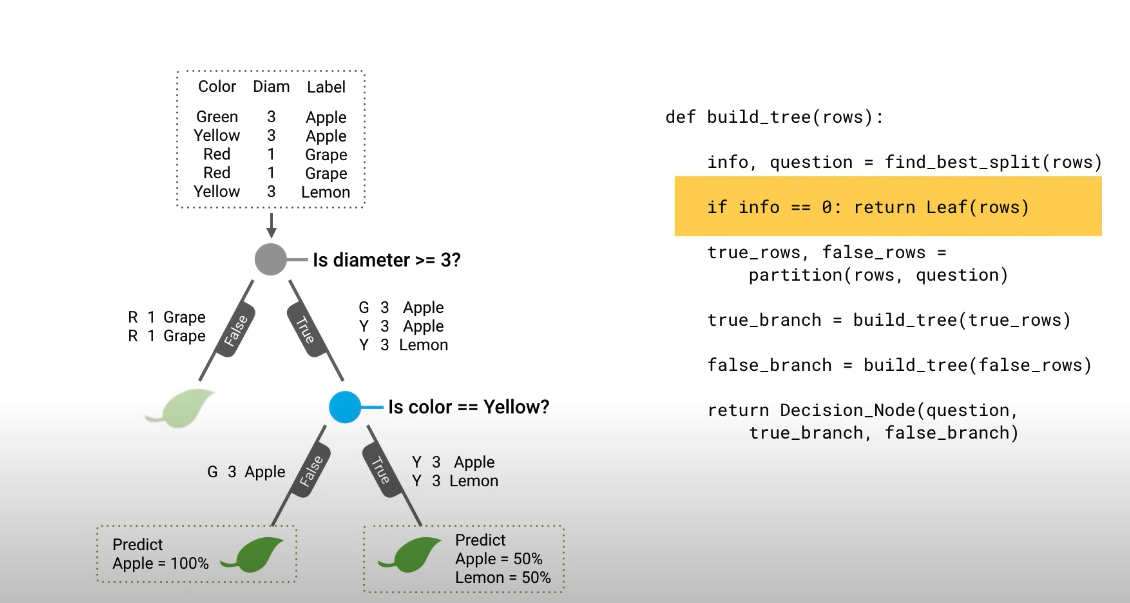 Color Diam Label
Green 3 Apple
Yellow 3 Apple
Red 1 Grape
Red 1 Grape
Yellow 3 Lemon
Is diameter >= 3?
R 1 Grape
R 1 Grape
False
True
G 3 Apple
Y 3 Apple
Y 3 Lemon
Is color == Yellow?
G 3 Apple
False
True
Y 3 Apple
Y 3 Lemon
Predict
Apple = 100%
Predict
Apple = 50%
Lemon = 50%
def build_tree(rows):
info, question = find_best_split(rows)
if info == 0: return Leaf(rows)
true_rows, false_rows =
partition(rows, question)
true_branch = build_tree(true_rows)
false_branch = build_tree(false_rows)
return Decision_Node(question,
true_branch, false_branch)